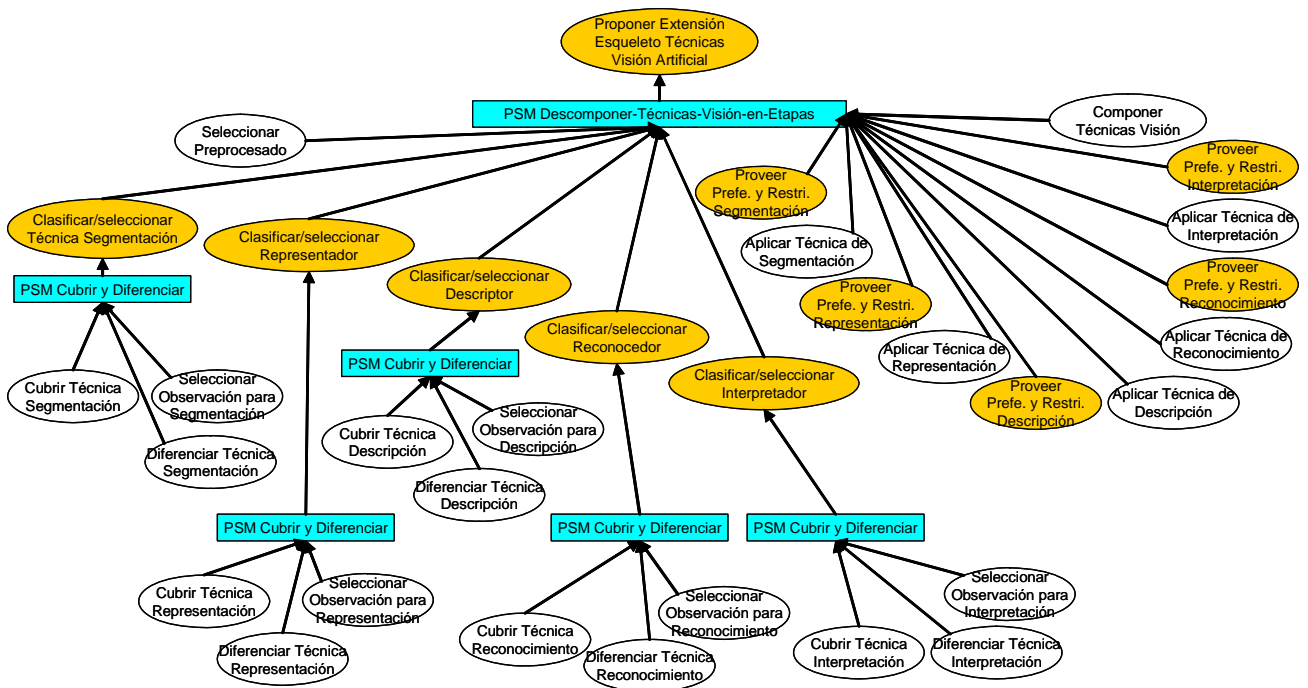 Proponer Extensión
Esqueleto Técnicas
Visión Artificial
PSM Descomponer-Técnicas-Visión-en-Etapas
Seleccionar
Preprocesado
Componer
Técnicas Visión
Proveer
Prefe. y Restri.
Segmentación
Proveer
Prefe. y Restri.
Interpretación
Clasificar/seleccionar
Técnica Segmentación
Clasificar/seleccionar
Representador
Aplicar Técnica de
Segmentación
Aplicar Técnica de
Interpretación
Clasificar/seleccionar
Descriptor
Proveer
Prefe. y Restri.
Representación
Proveer
Prefe. y Restri.
Reconocimiento
PSM Cubrir y Diferenciar
Clasificar/seleccionar
Reconocedor
Aplicar Técnica de
Representación
Aplicar Técnica de
Reconocimiento
PSM Cubrir y Diferenciar
Clasificar/seleccionar
Interpretador
Proveer
Prefe. y Restri.
Descripción
Aplicar Técnica de
Descripción
Cubrir Técnica
Segmentación
Seleccionar
Observación para
Segmentación
Diferenciar Técnica
Segmentación
Cubrir Técnica
Descripción
Seleccionar
Observación para
Descripción
Diferenciar Técnica
Descripción
PSM Cubrir y Diferenciar
PSM Cubrir y Diferenciar
PSM Cubrir y Diferenciar
Cubrir Técnica
Representación
Seleccionar
Observación para
Representación
Diferenciar Técnica
Representación
Cubrir Técnica
Reconocimiento
Seleccionar
Observación para
Reconocimiento
Diferenciar Técnica
Reconocimiento
Cubrir Técnica
Interpretación
Seleccionar
Observación para
Interpretación
Diferenciar Técnica
Interpretación